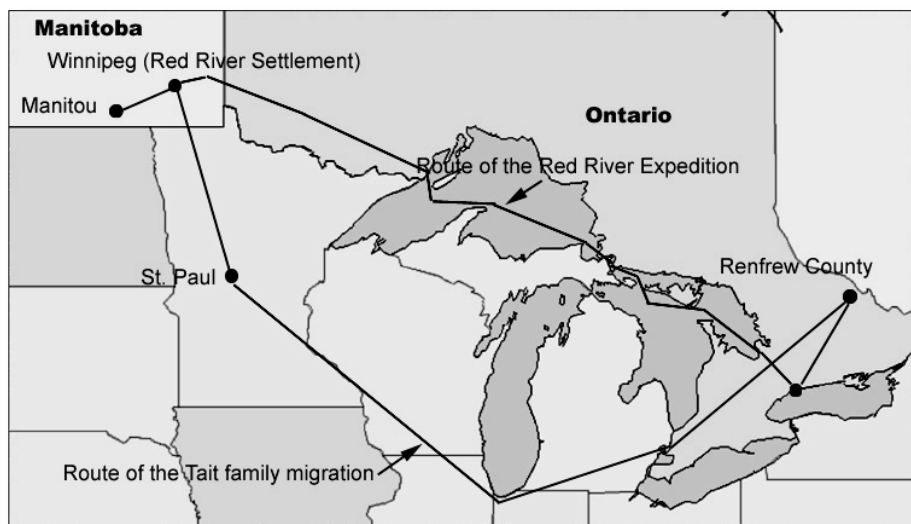 Manitoba
Winnipeg (Red River Settlement)
Manitou
Ontario
Route of the Red River Expedition
Renfrew County
St. Paul
Route of the Tait family migration